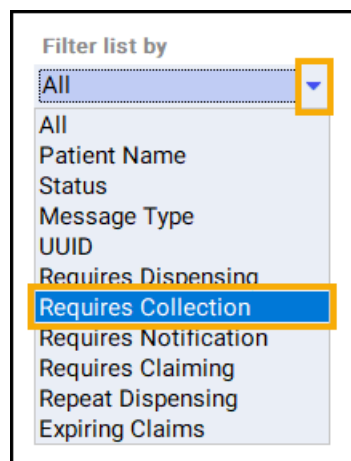 Filter list by
All
All
Patient Name
Status
Message Type
UUID
Requires Dispensing
Requires Collection
Requires Notification
Requires Claiming
Repeat Dispensing
Expiring Claims